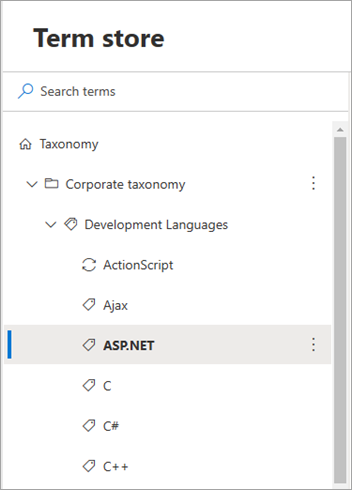 Term store
Search terms
Taxonomy
Corporate taxonomy
Development Languages
ActionScript
Ajax
ASP.NET
C
C#
C++